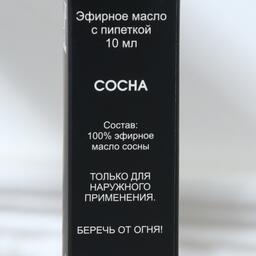 Эфирное масло
с пипеткой
10 мл
СОСНА
Состав:
100% эфирное
масло сосны
ТОЛЬКО ДЛЯ
НАРУЖНОГО
ПРИМЕНЕНИЯ.
БЕРЕЧЬ ОТ ОГНЯ!